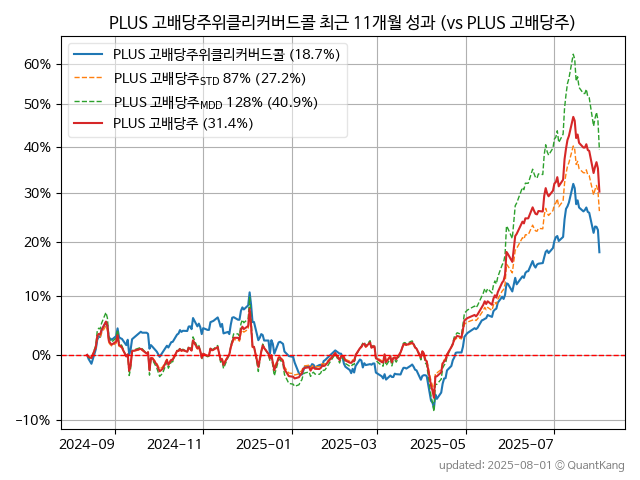 PLUS 고배당주위클리커버드콜 최근 11개월 성과 (vs PLUS 고배당주)
PLUS 고배당주위클리커버드콜 (18.7%)
PLUS 고배당주STD 87% (27.2%)
PLUS 고배당주MDD 128% (40.9%)
PLUS 고배당주 (31.4%)
60%
50%
40%
30%
20%
10%
0%
−10%
2024−09
2024−11
2025−01
2025−03
2025−05
2025−07
updated: 2025-08-01 © QuantKang